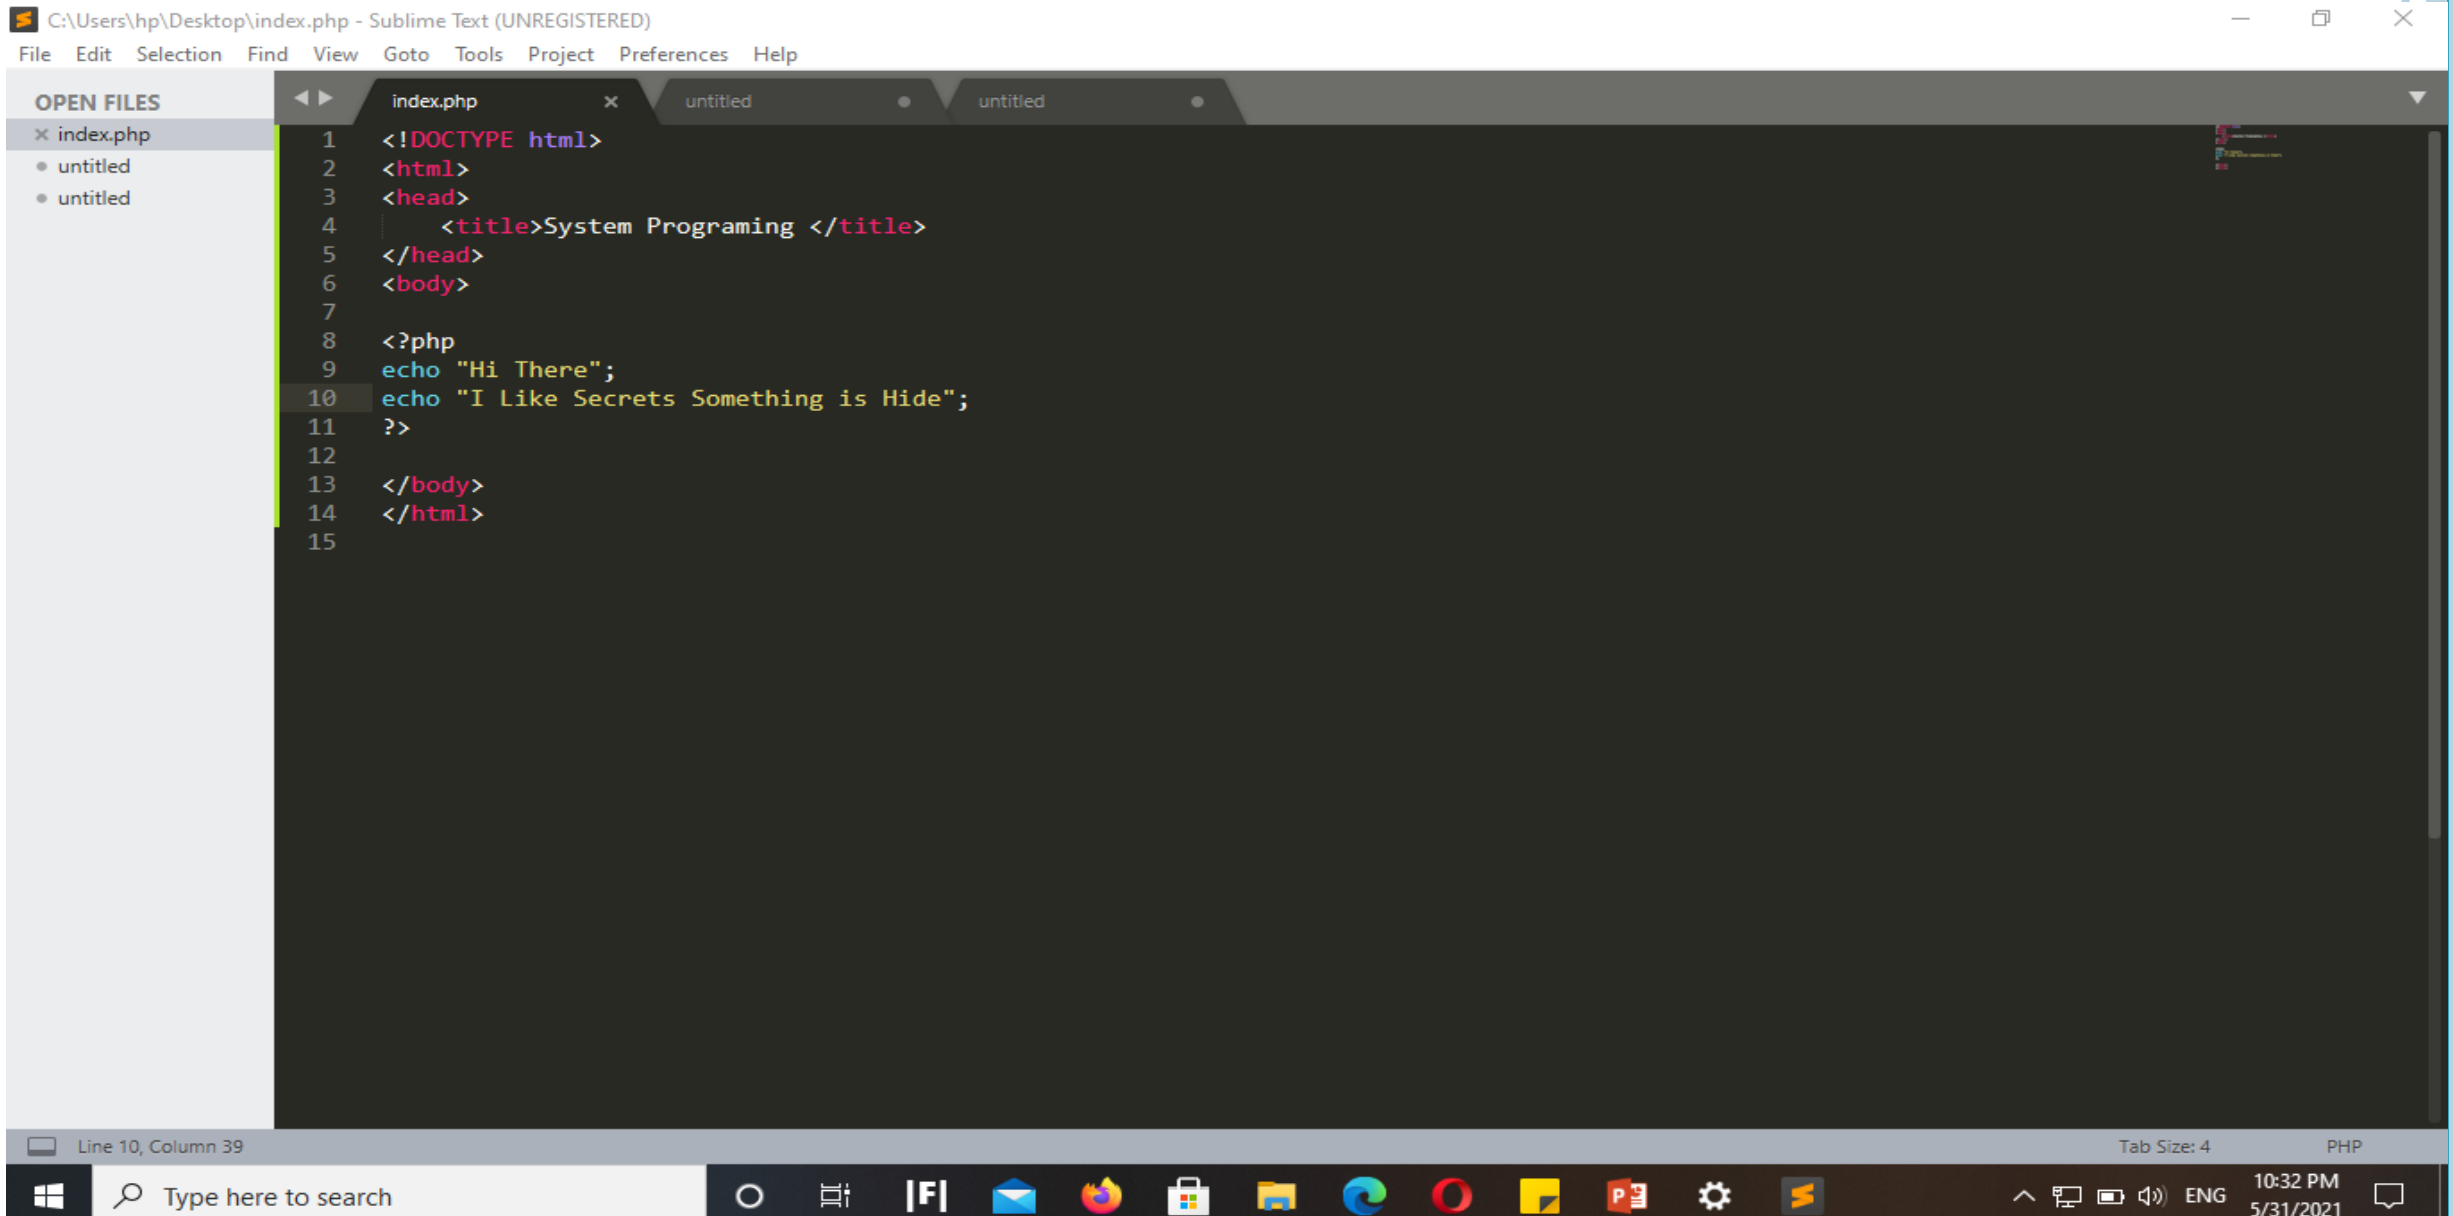 C:\Users\hp\Desktop\index.php - Sublime Text (UNREGISTERED)
File Edit Selection Find View Goto Tools Project Preferences Help
OPEN FILES
index.php
untitled
untitled
index.php untitled untitled
1 <!DOCTYPE html>
2 <html>
3 <head>
4 <title>System Programing </title>
5 </head>
6 <body>
7
8 <?php
9 echo "Hi There";
10 echo "I Like Secrets Something is Hide";
11 ?>
12
13 </body>
14 </html>
15
Line 10, Column 39 Tab Size: 4 PHP
Type here to search
|F|
ENG
10:32 PM
5/31/2021